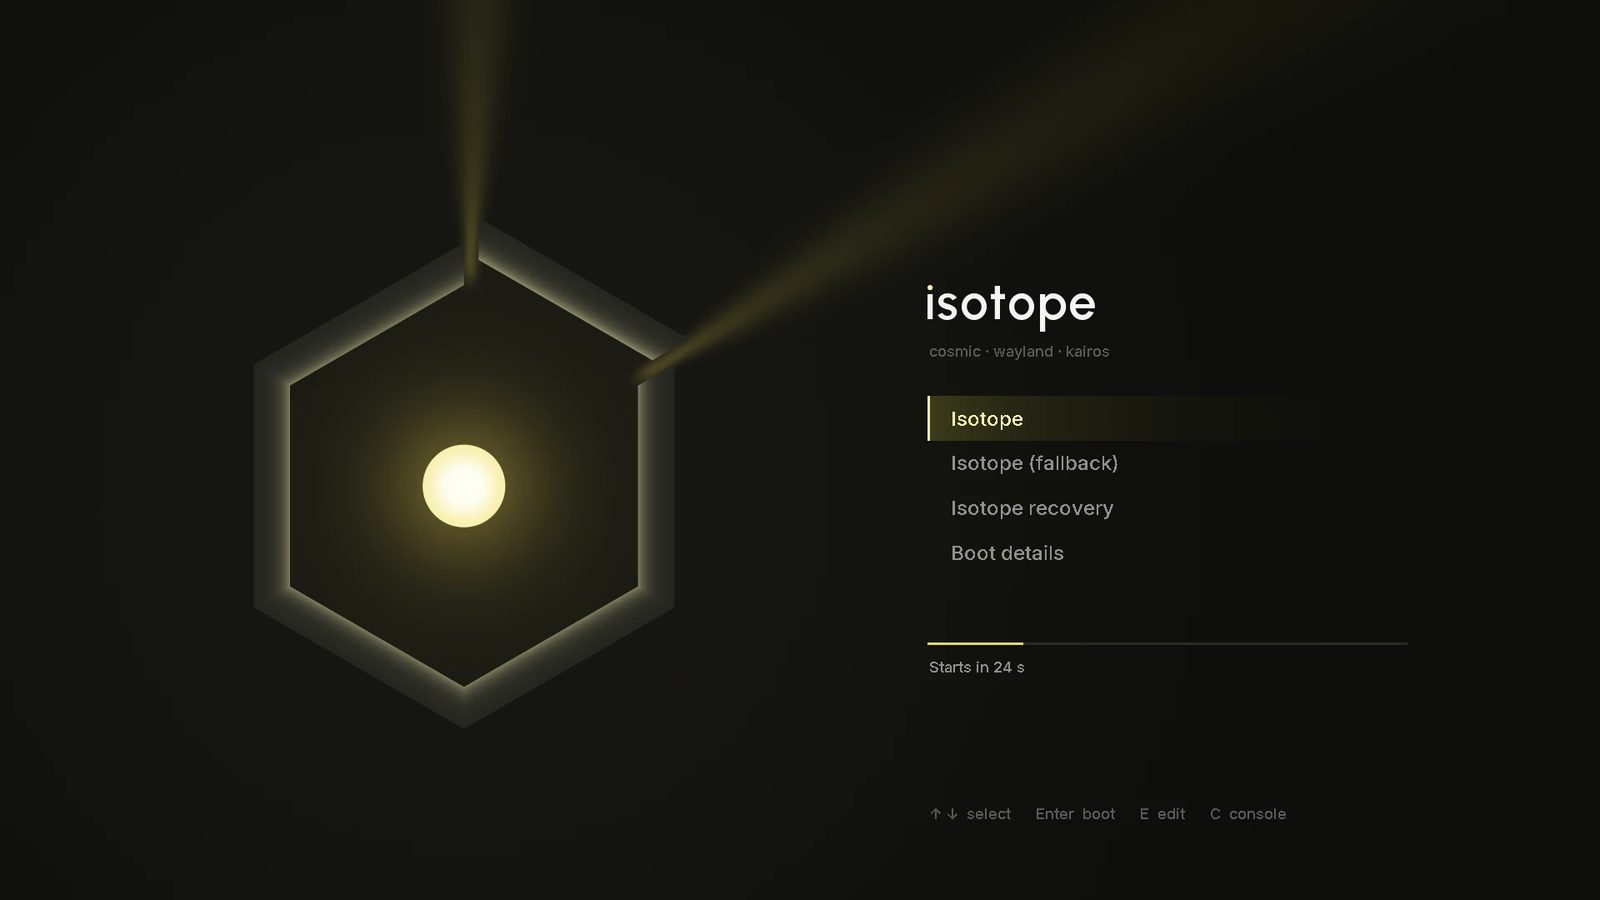 isotope
cosmic · wayland · kairos
Isotope
Isotope (fallback)
Isotope recovery
Boot details
Starts in 24 s
↑ ↓ select Enter boot E edit C console